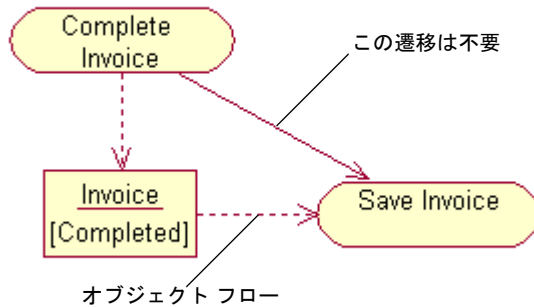 Complete
Invoice
この遷移は不要
Invoice
[Completed]
Save Invoice
オブジェクト フロー